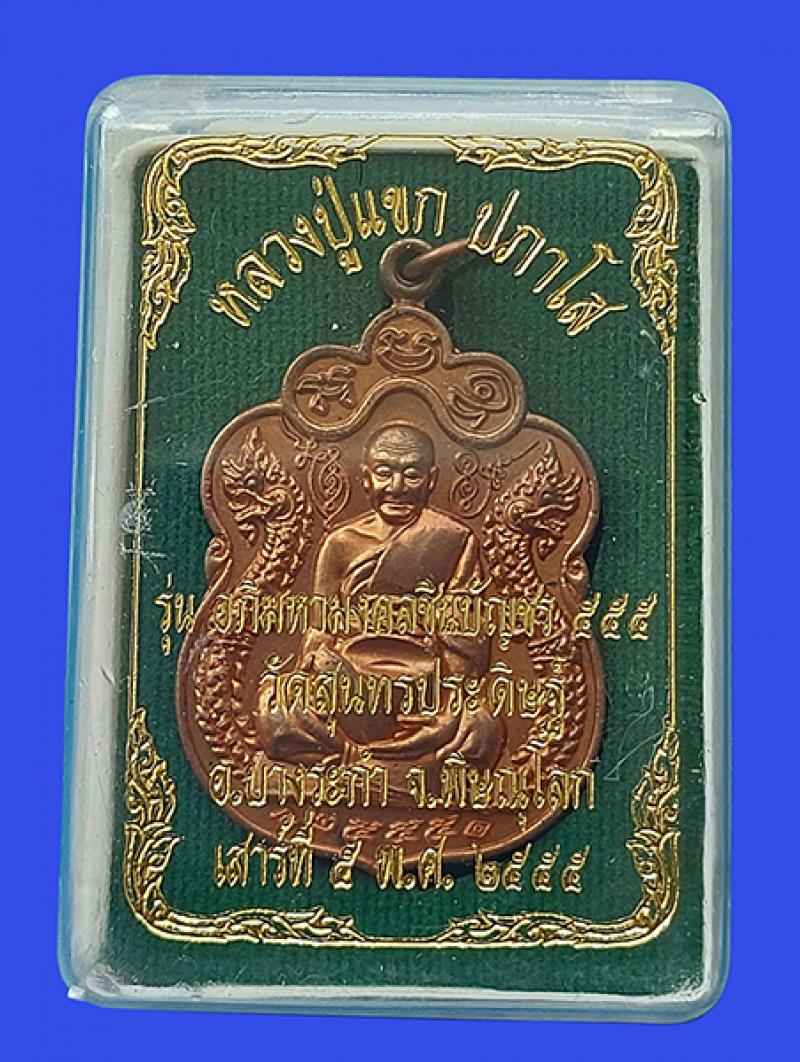 หลวงปู่แขก ปภาโส
รุ่น อภิมหามงคลชินบัญชร ๕๕๕
วัดสุนทรประดิษฐ์
อ.บางระกำ จ.พิษณุโลก
เสาร์ที่ ๕ พ.ศ. ๒๕๕๕